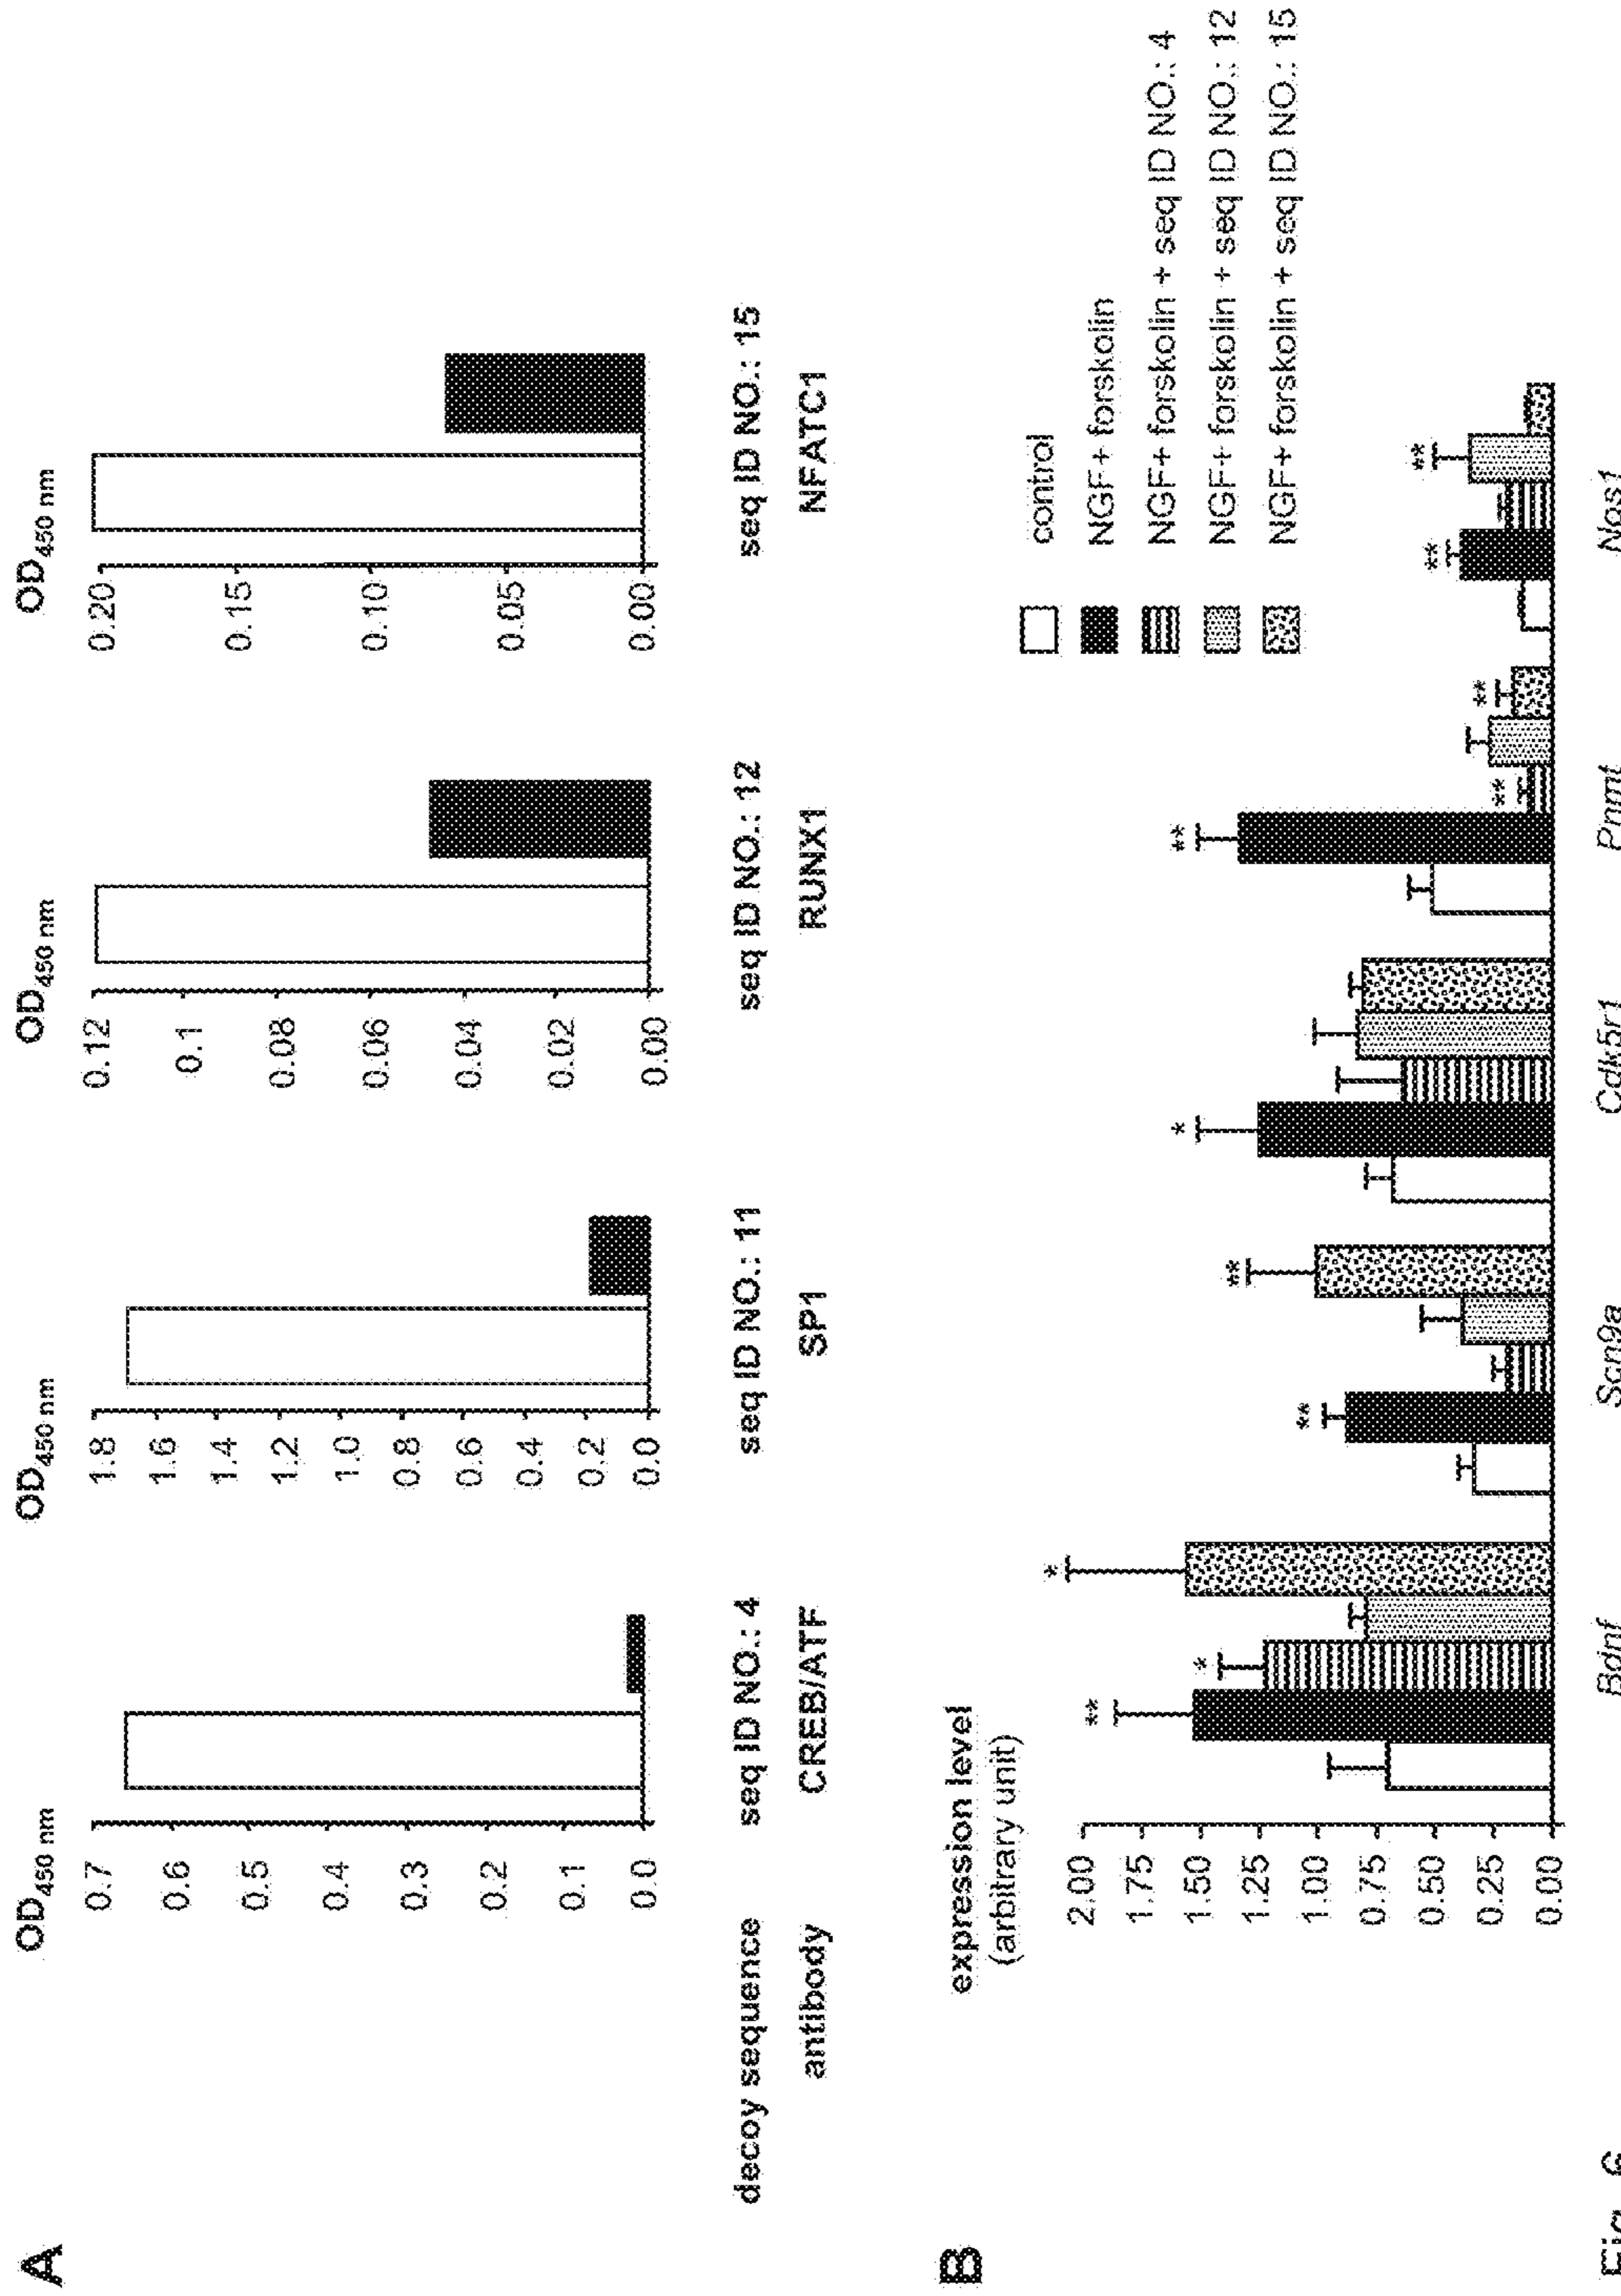 A
OD450 nm
0.7
0.6
0.5
0.4
0.3
0.2
0.1
0.0
OD450 nm
1.8
1.6
1.4
1.2
1.0
0.8
0.6
0.4
0.2
0.0
OD450 nm
0.12
0.1
0.08
0.06
0.04
0.02
0.00
OD450 nm
0.20
0.15
0.10
0.05
0.00
decoy sequence seq ID NO.: 4 seq ID NO.: 11 seq ID NO.: 12 seq ID NO.: 15
antibody CREB/ATF SP1 RUNX1 NFATC1
B
expression level
(arbitrary unit)
2.00
1.75
1.50
1.25
1.00
0.75
0.50
0.25
0.00
** * *
** **
*
** ** **
** **
control
NGF+ forskolin
NGF+ forskolin + seq ID NO.: 4
NGF+ forskolin + seq ID NO.: 12
NGF+ forskolin + seq ID NO.: 15
Bdnf Scn9a Cdk5r1 Pnmt Nos1
Fig. 6